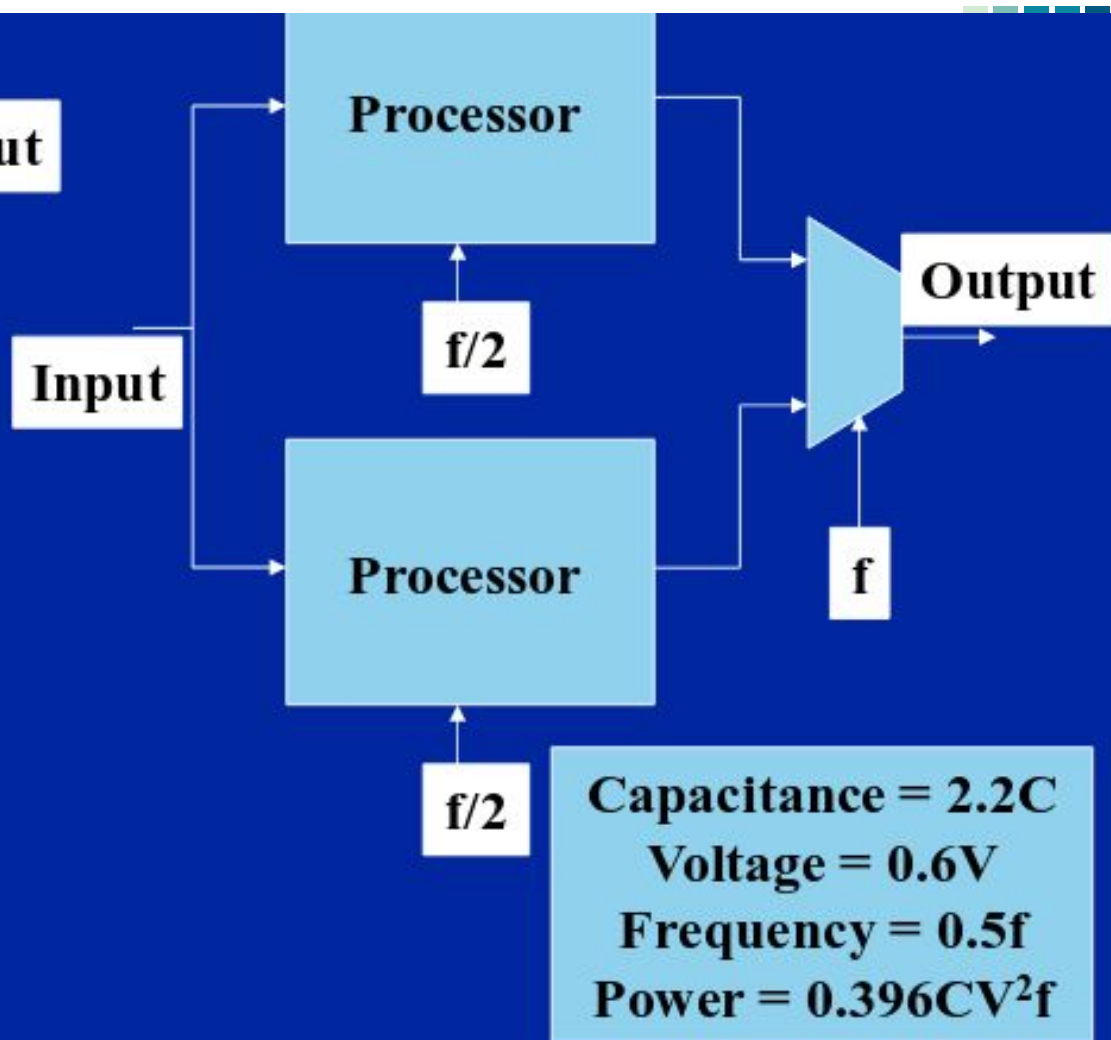 Processor
ut
f/2
Output
Input
Processor
f
f/2
Capacitance = 2.2C
Voltage = 0.6V
Frequency = 0.5f
Power = 0.396CV²f